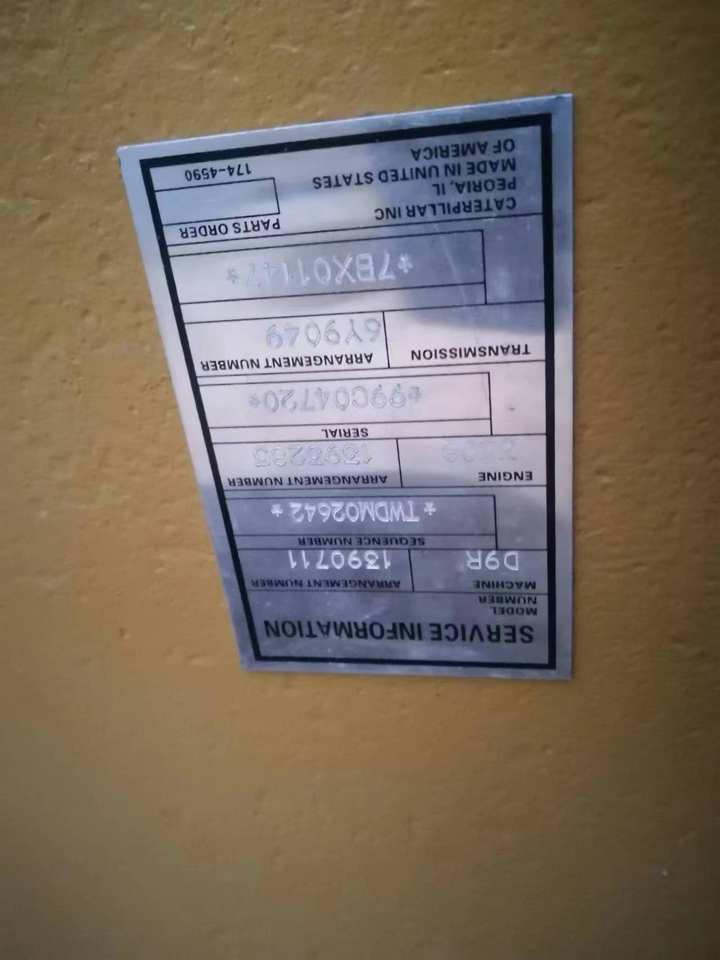 SERVICE INFORMATION
MODEL NUMBER
MACHINE D9R ARRANGEMENT NUMBER 1390711
SEQUENCE NUMBER
*TWDM02642*
ENGINE ARRANGEMENT NUMBER
SERIAL
99C04720*
TRANSMISSION ARRANGEMENT NUMBER 6Y9049
*7BX01147*
CATERPILLAR INC PARTS ORDER
PEORIA, IL
MADE IN UNITED STATES
OF AMERICA 174-4590